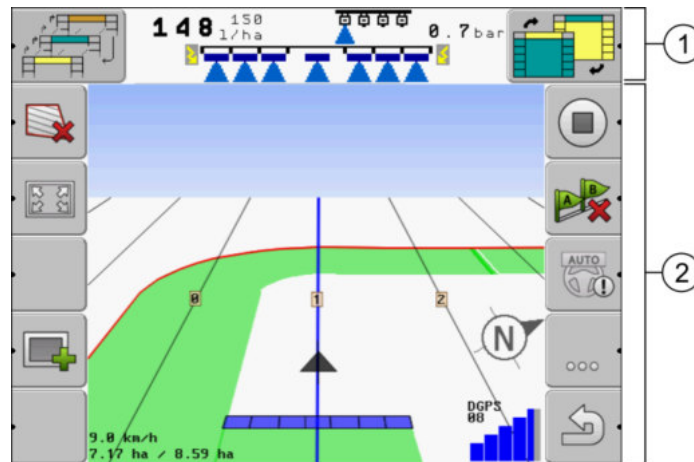 148 150 l/ha 0.7 bar
1
A B
AUTO
2
0 1 2
N
DGPS
08
9.0 km/h
7.17 ha / 8.59 ha